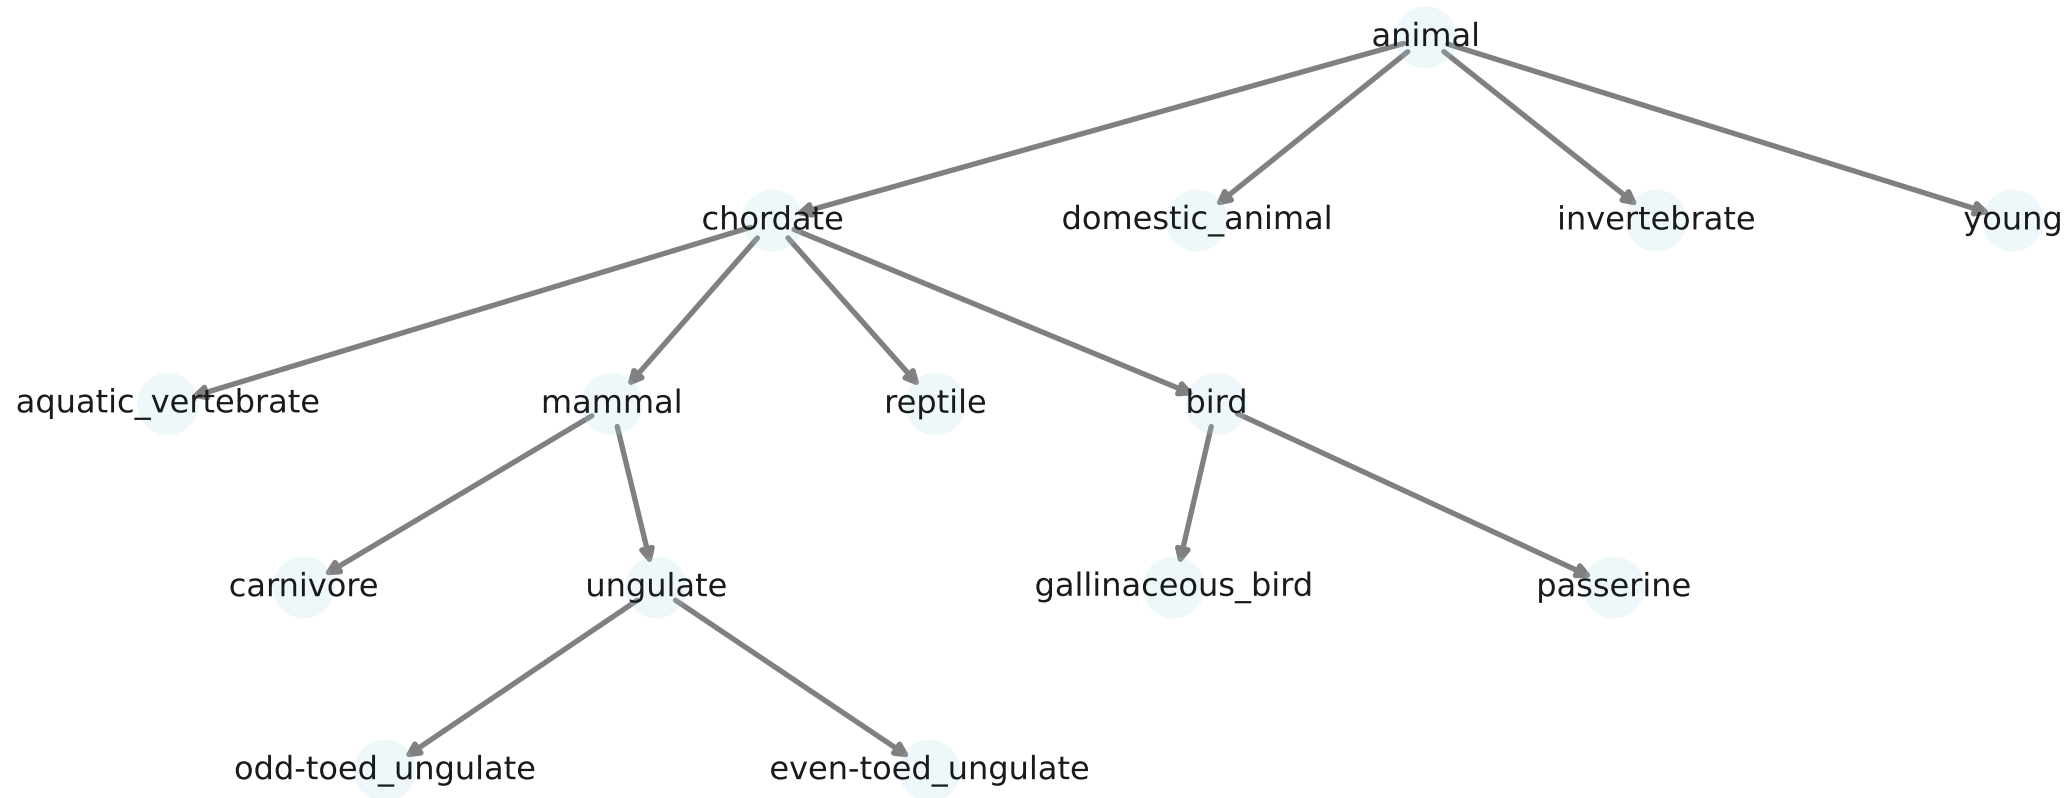 animal
chordate domestic_animal invertebrate young
aquatic_vertebrate mammal reptile bird
carnivore ungulate gallinaceous_bird passerine
odd-toed_ungulate even-toed_ungulate